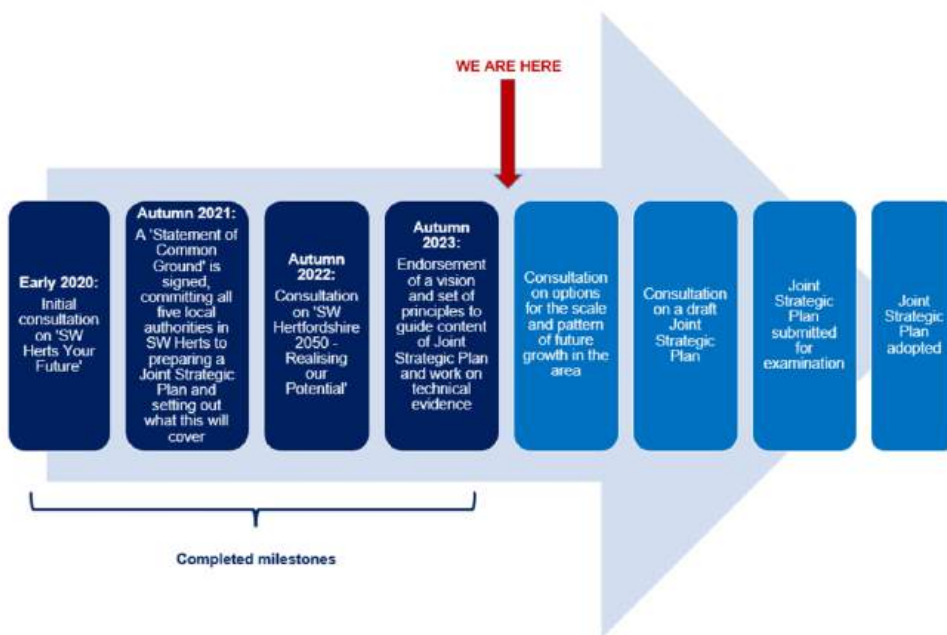 WE ARE HERE
Early 2020:
Initial
consultation
on 'SW
Herts Your
Future'
Autumn 2021:
A 'Statement of
Common
Ground' is
signed,
committing all
five local
authorities in
SW Herts to
preparing a
Joint Strategic
Plan and
setting out
what this will
cover
Autumn
2022:
Consultation
on 'SW
Hertfordshire
2050 -
Realising our
Potential'
Autumn
2023:
Endorsement
of a vision
and set of
principles to
guide content
of Joint
Strategic Plan
and work on
technical
evidence
Consultation
on options
for the scale
and pattern
of future
growth in the
area
Consultation
on a draft
Joint
Strategic
Plan
Joint
Strategic
Plan
submitted
for
examination
Joint
Strategic
Plan
adopted
Completed milestones